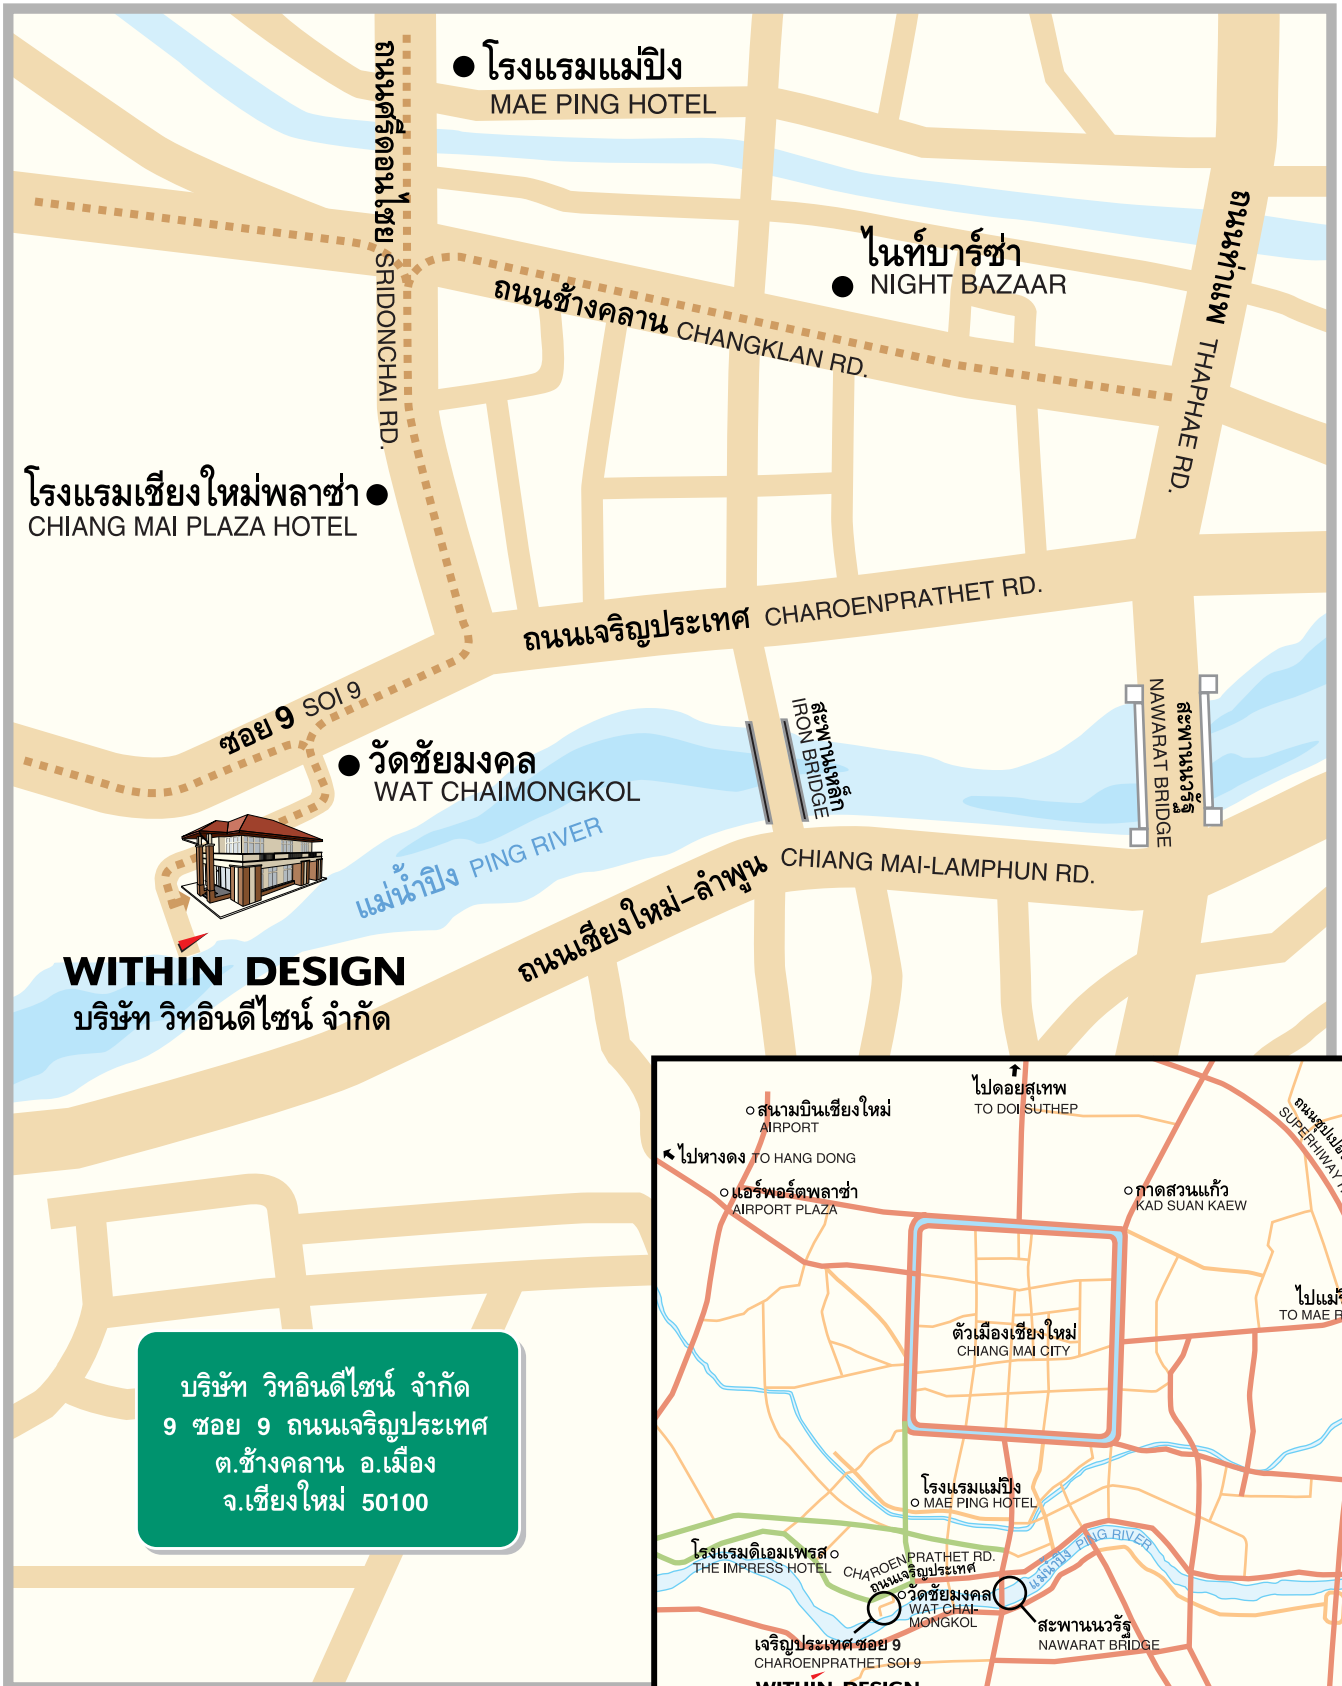 โรงแรมแม่ปิง
MAE PING HOTEL
ถนนศรีดอนไชย SRIDONCHAI RD.
ไนท์บาร์ซ่า
NIGHT BAZAAR
ถนนท่าแพ THAPHAE RD.
ถนนช้างคลาน CHANGKLAN RD.
โรงแรมเชียงใหม่พลาซ่า
CHIANG MAI PLAZA HOTEL
ถนนเจริญประเทศ CHAROENPRATHET RD.
ซอย 9 SOI 9
วัดชัยมงคล
WAT CHAIMONGKOL
สะพานเหล็ก
IRON BRIDGE
สะพานนวรัฐ
NAWARAT BRIDGE
แม่น้ำปิง PING RIVER
ถนนเชียงใหม่-ลำพูน CHIANG MAI-LAMPHUN RD.
WITHIN DESIGN
บริษัท วิทอินดีไซน์ จำกัด
บริษัท วิทอินดีไซน์ จำกัด
9 ซอย 9 ถนนเจริญประเทศ
ต.ช้างคลาน อ.เมือง
จ.เชียงใหม่ 50100
ไปดอยสุเทพ
TO DOI SUTHEP
สนามบินเชียงใหม่
AIRPORT
ไปหางดง TO HANG DONG
แอร์พอร์ตพลาซ่า
AIRPORT PLAZA
กาดสวนแก้ว
KAD SUAN KAEW
SUPERHIWAY
ตัวเมืองเชียงใหม่
CHIANG MAI CITY
TO MAE
โรงแรมแม่ปิง
MAE PING HOTEL
โรงแรมดิเอมเพรส
THE IMPRESS HOTEL
CHAROENPRATHET RD.
ถนนเจริญประเทศ
แม่น้ำปิง PING RIVER
วัดชัยมงคล
WAT CHAI-
MONGKOL
สะพานนวรัฐ
NAWARAT BRIDGE
เจริญประเทศ ซอย 9
CHAROENPRATHET SOI 9
WITHIN DESIGN